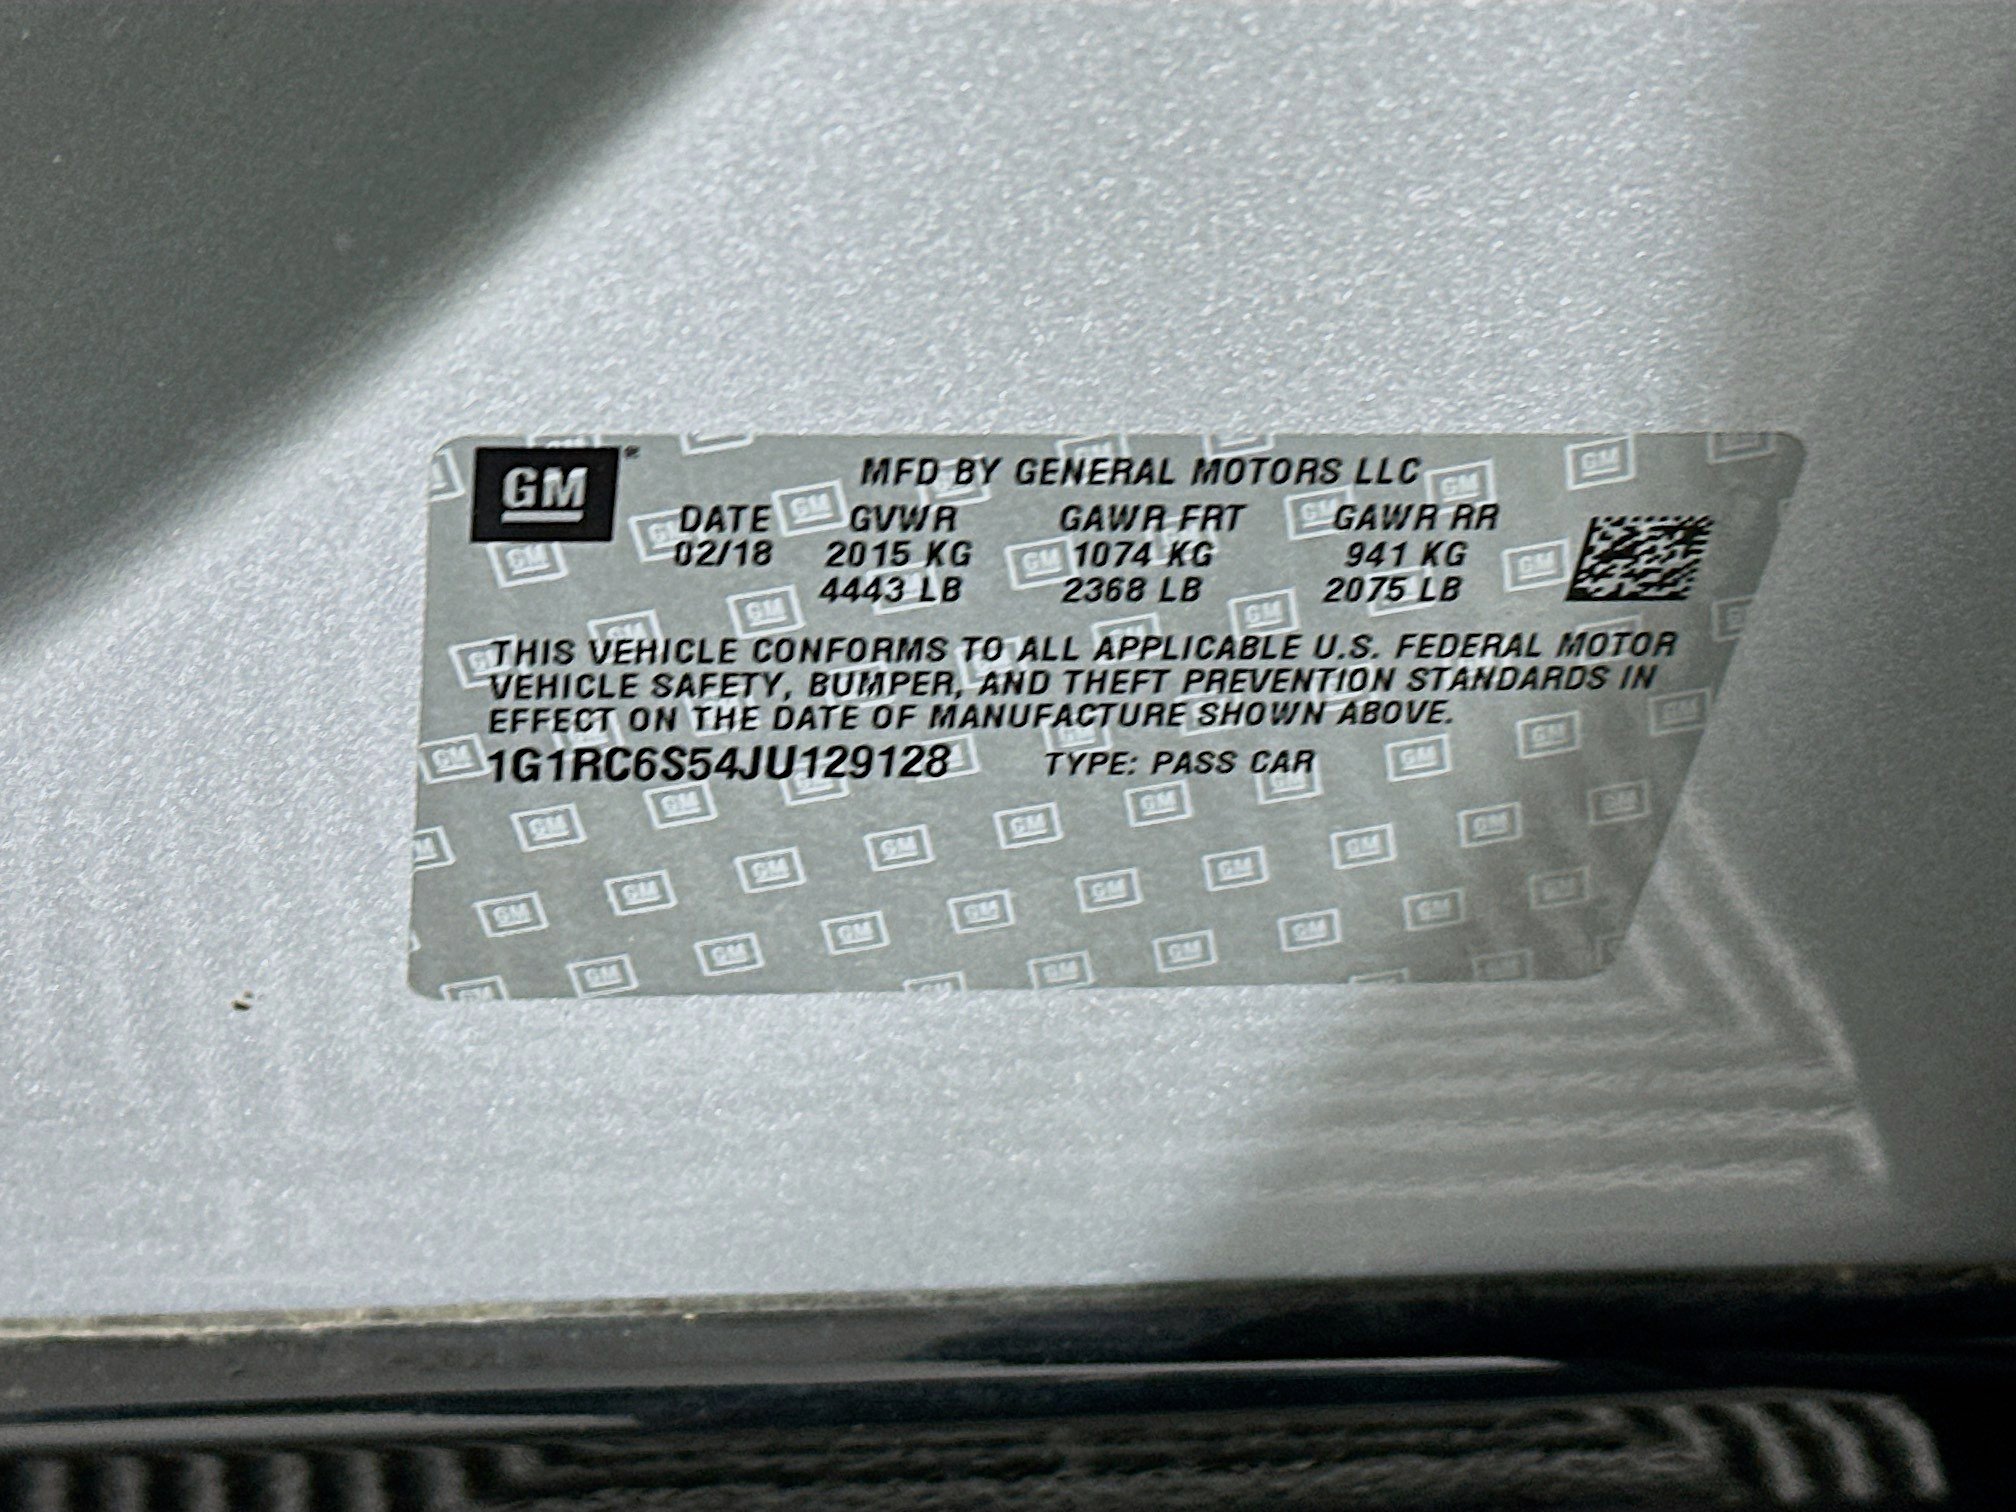 GM®
MFD BY GENERAL MOTORS LLC
DATE GVWR GAWR FRT GAWR RR
02/18 2015 KG 1074 KG 941 KG
4443 LB 2368 LB 2075 LB
THIS VEHICLE CONFORMS TO ALL APPLICABLE U.S. FEDERAL MOTOR
VEHICLE SAFETY, BUMPER, AND THEFT PREVENTION STANDARDS IN
EFFECT ON THE DATE OF MANUFACTURE SHOWN ABOVE.
1G1RC6S54JU129128 TYPE: PASS CAR